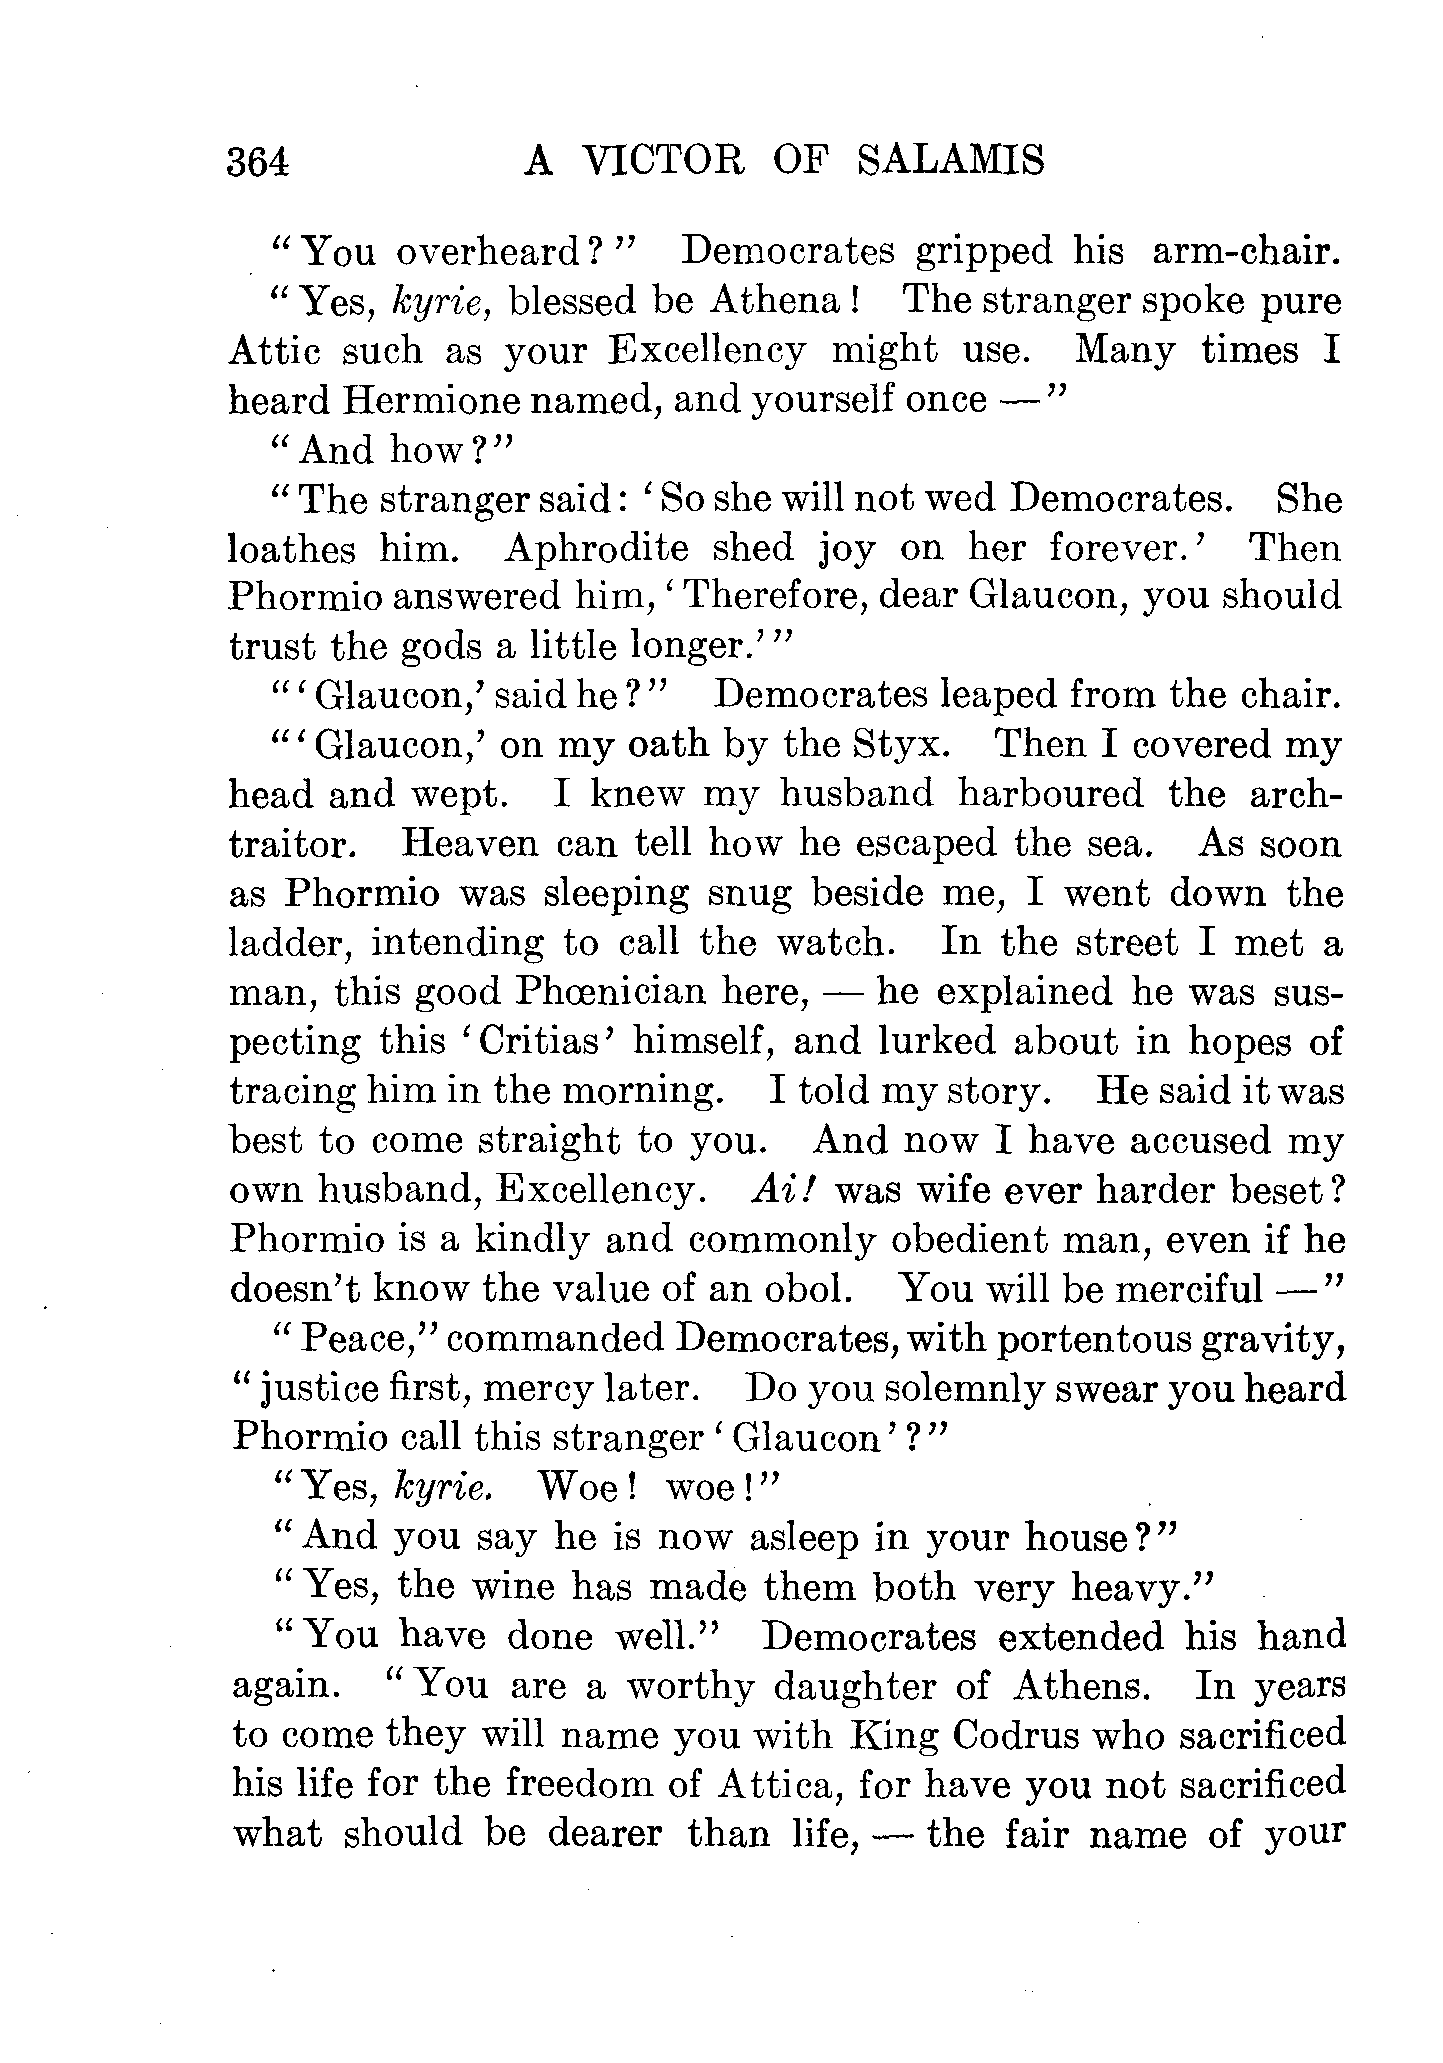 364 A VICTOR OF SALAMIS
“You overheard?” Democrates gripped his arm-chair.
“Yes, kyrie, blessed be Athena! The stranger spoke pure
Attic such as your Excellency might use. Many times I
heard Hermione named, and yourself once —”
“And how?”
“The stranger said: ‘So she will not wed Democrates. She
loathes him. Aphrodite shed joy on her forever.’ Then
Phormio answered him, ‘Therefore, dear Glaucon, you should
trust the gods a little longer.’”
“‘Glaucon,’ said he?” Democrates leaped from the chair.
“‘Glaucon,’ on my oath by the Styx. Then I covered my
head and wept. I knew my husband harboured the arch-
traitor. Heaven can tell how he escaped the sea. As soon
as Phormio was sleeping snug beside me, I went down the
ladder, intending to call the watch. In the street I met a
man, this good Phœnician here, — he explained he was sus-
pecting this ‘Critias’ himself, and lurked about in hopes of
tracing him in the morning. I told my story. He said it was
best to come straight to you. And now I have accused my
own husband, Excellency. Ai! was wife ever harder beset?
Phormio is a kindly and commonly obedient man, even if he
doesn’t know the value of an obol. You will be merciful —”
“Peace,” commanded Democrates, with portentous gravity,
“justice first, mercy later. Do you solemnly swear you heard
Phormio call this stranger ‘Glaucon’?”
“Yes, kyrie. Woe! woe!”
“And you say he is now asleep in your house?”
“Yes, the wine has made them both very heavy.”
“You have done well.” Democrates extended his hand
again. “You are a worthy daughter of Athens. In years
to come they will name you with King Codrus who sacrificed
his life for the freedom of Attica, for have you not sacrificed
what should be dearer than life, — the fair name of your